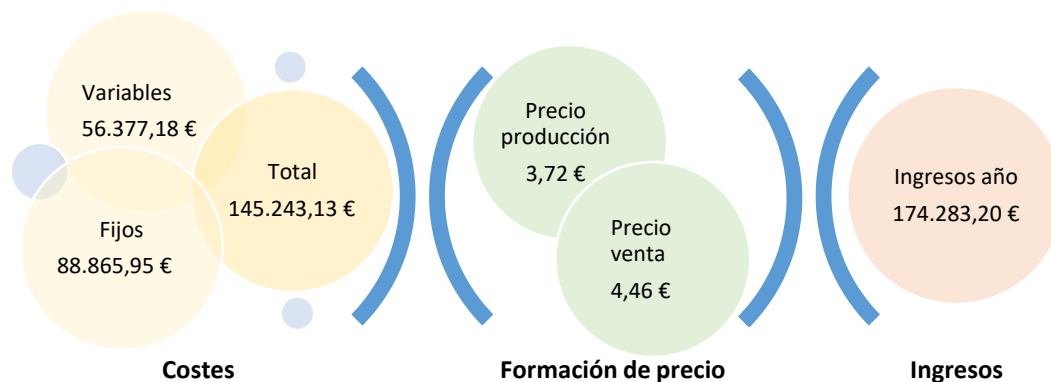 Variables
56.377,18 €
Fijos
88.865,95 €
Total
145.243,13 €
Costes
Precio
producción
3,72 €
Precio
venta
4,46 €
Formación de precio
Ingresos año
174.283,20 €
Ingresos